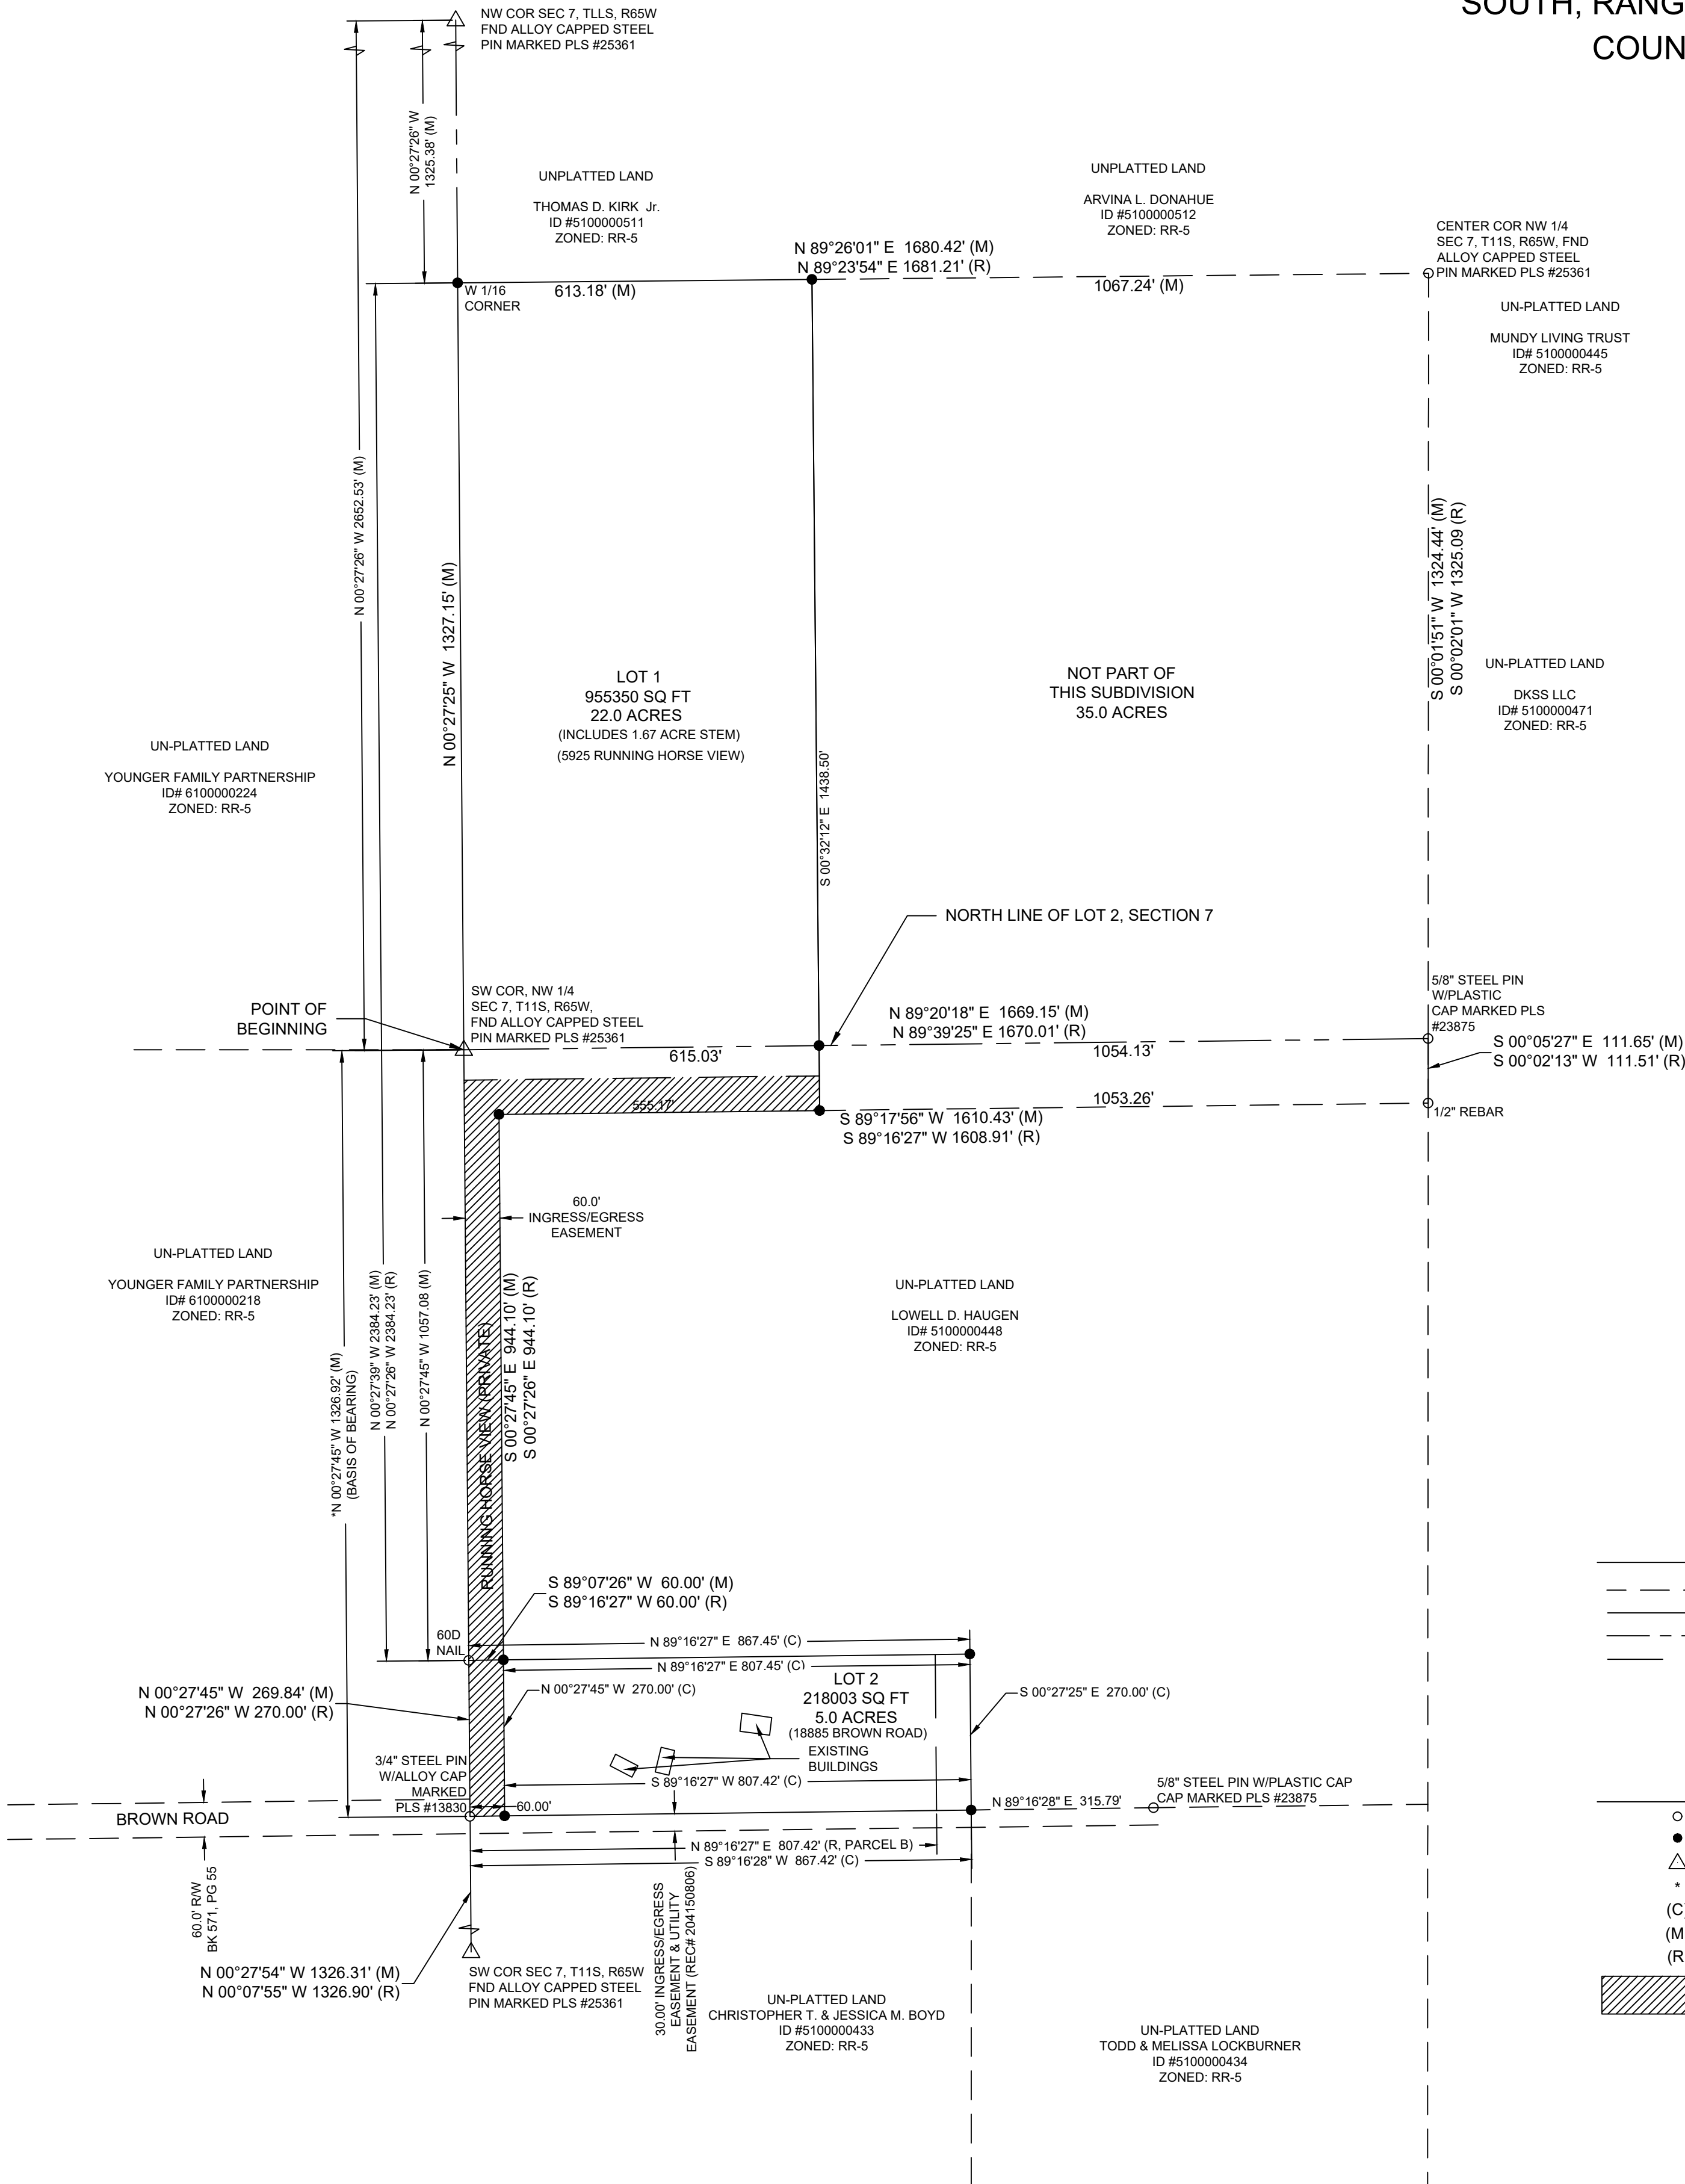 SOUTH, RANG
COUN
NW COR SEC 7, TLLS, R65W
FND ALLOY CAPPED STEEL
PIN MARKED PLS #25361
N 00°27'26" W
1325.38' (M)
UNPLATTED LAND
THOMAS D. KIRK Jr.
ID #5100000511
ZONED: RR-5
UNPLATTED LAND
ARVINA L. DONAHUE
ID #5100000512
ZONED: RR-5
N 89°26'01" E 1680.42' (M)
N 89°23'54" E 1681.21' (R)
CENTER COR NW 1/4
SEC 7, T11S, R65W, FND
ALLOY CAPPED STEEL
PIN MARKED PLS #25361
W 1/16
CORNER
613.18' (M)
1067.24' (M)
UN-PLATTED LAND
MUNDY LIVING TRUST
ID# 5100000445
ZONED: RR-5
N 00°27'26" W 2652.53' (M)
N 00°27'25" W 1327.15' (M)
S 00°01'51" W 1324.44' (M)
S 00°02'01" W 1325.09 (R)
LOT 1
955350 SQ FT
22.0 ACRES
(INCLUDES 1.67 ACRE STEM)
(5925 RUNNING HORSE VIEW)
NOT PART OF
THIS SUBDIVISION
35.0 ACRES
UN-PLATTED LAND
DKSS LLC
ID# 5100000471
ZONED: RR-5
UN-PLATTED LAND
YOUNGER FAMILY PARTNERSHIP
ID# 6100000224
ZONED: RR-5
S 00°32'12" E 1438.50'
NORTH LINE OF LOT 2, SECTION 7
POINT OF
BEGINNING
SW COR, NW 1/4
SEC 7, T11S, R65W,
FND ALLOY CAPPED STEEL
PIN MARKED PLS #25361
N 89°20'18" E 1669.15' (M)
N 89°39'25" E 1670.01' (R)
5/8" STEEL PIN
W/PLASTIC
CAP MARKED PLS
#23875
615.03'
1054.13'
S 00°05'27" E 111.65' (M)
S 00°02'13" W 111.51' (R)
555.17'
1053.26'
1/2" REBAR
S 89°17'56" W 1610.43' (M)
S 89°16'27" W 1608.91' (R)
60.0'
INGRESS/EGRESS
EASEMENT
UN-PLATTED LAND
YOUNGER FAMILY PARTNERSHIP
ID# 6100000218
ZONED: RR-5
UN-PLATTED LAND
LOWELL D. HAUGEN
ID# 5100000448
ZONED: RR-5
*N 00°27'45" W 1326.92' (M)
(BASIS OF BEARING)
N 00°27'39" W 2384.23' (M)
N 00°27'26" W 2384.23' (R)
N 00°27'45" W 1057.08 (M)
RUNNING HORSE VIEW (PRIVATE)
S 00°27'45" E 944.10' (M)
S 00°27'26" E 944.10' (R)
S 89°07'26" W 60.00' (M)
S 89°16'27" W 60.00' (R)
60D
NAIL
N 89°16'27" E 867.45' (C)
N 89°16'27" E 807.45' (C)
N 00°27'45" W 269.84' (M)
N 00°27'26" W 270.00' (R)
N 00°27'45" W 270.00' (C)
LOT 2
218003 SQ FT
5.0 ACRES
(18885 BROWN ROAD)
S 00°27'25" E 270.00' (C)
EXISTING
BUILDINGS
3/4" STEEL PIN
W/ALLOY CAP
MARKED
PLS #13830
S 89°16'27" W 807.42' (C)
60.00'
N 89°16'28" E 315.79'
5/8" STEEL PIN W/PLASTIC CAP
CAP MARKED PLS #23875
BROWN ROAD
N 89°16'27" E 807.42' (R, PARCEL B)
S 89°16'28" W 867.42' (C)
60.0' R/W
BK 571, PG 55
30.00' INGRESS/EGRESS
EASEMENT & UTILITY
EASEMENT (REC# 204150806)
N 00°27'54" W 1326.31' (M)
N 00°07'55" W 1326.90' (R)
SW COR SEC 7, T11S, R65W
FND ALLOY CAPPED STEEL
PIN MARKED PLS #25361
UN-PLATTED LAND
CHRISTOPHER T. & JESSICA M. BOYD
ID #5100000433
ZONED: RR-5
UN-PLATTED LAND
TODD & MELISSA LOCKBURNER
ID #5100000434
ZONED: RR-5
*
(C
(M
(R